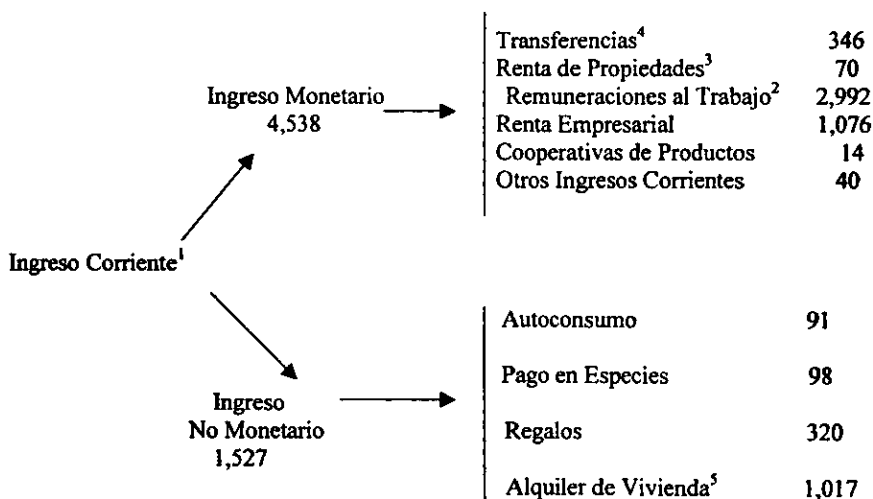 Transferencias⁴ 346
Renta de Propiedades³ 70
Remuneraciones al Trabajo² 2,992
Renta Empresarial 1,076
Cooperativas de Productos 14
Otros Ingresos Corrientes 40
Ingreso Monetario
4,538
Ingreso Corriente¹
Ingreso
No Monetario
1,527
Autoconsumo 91
Pago en Especies 98
Regalos 320
Alquiler de Vivienda⁵ 1,017